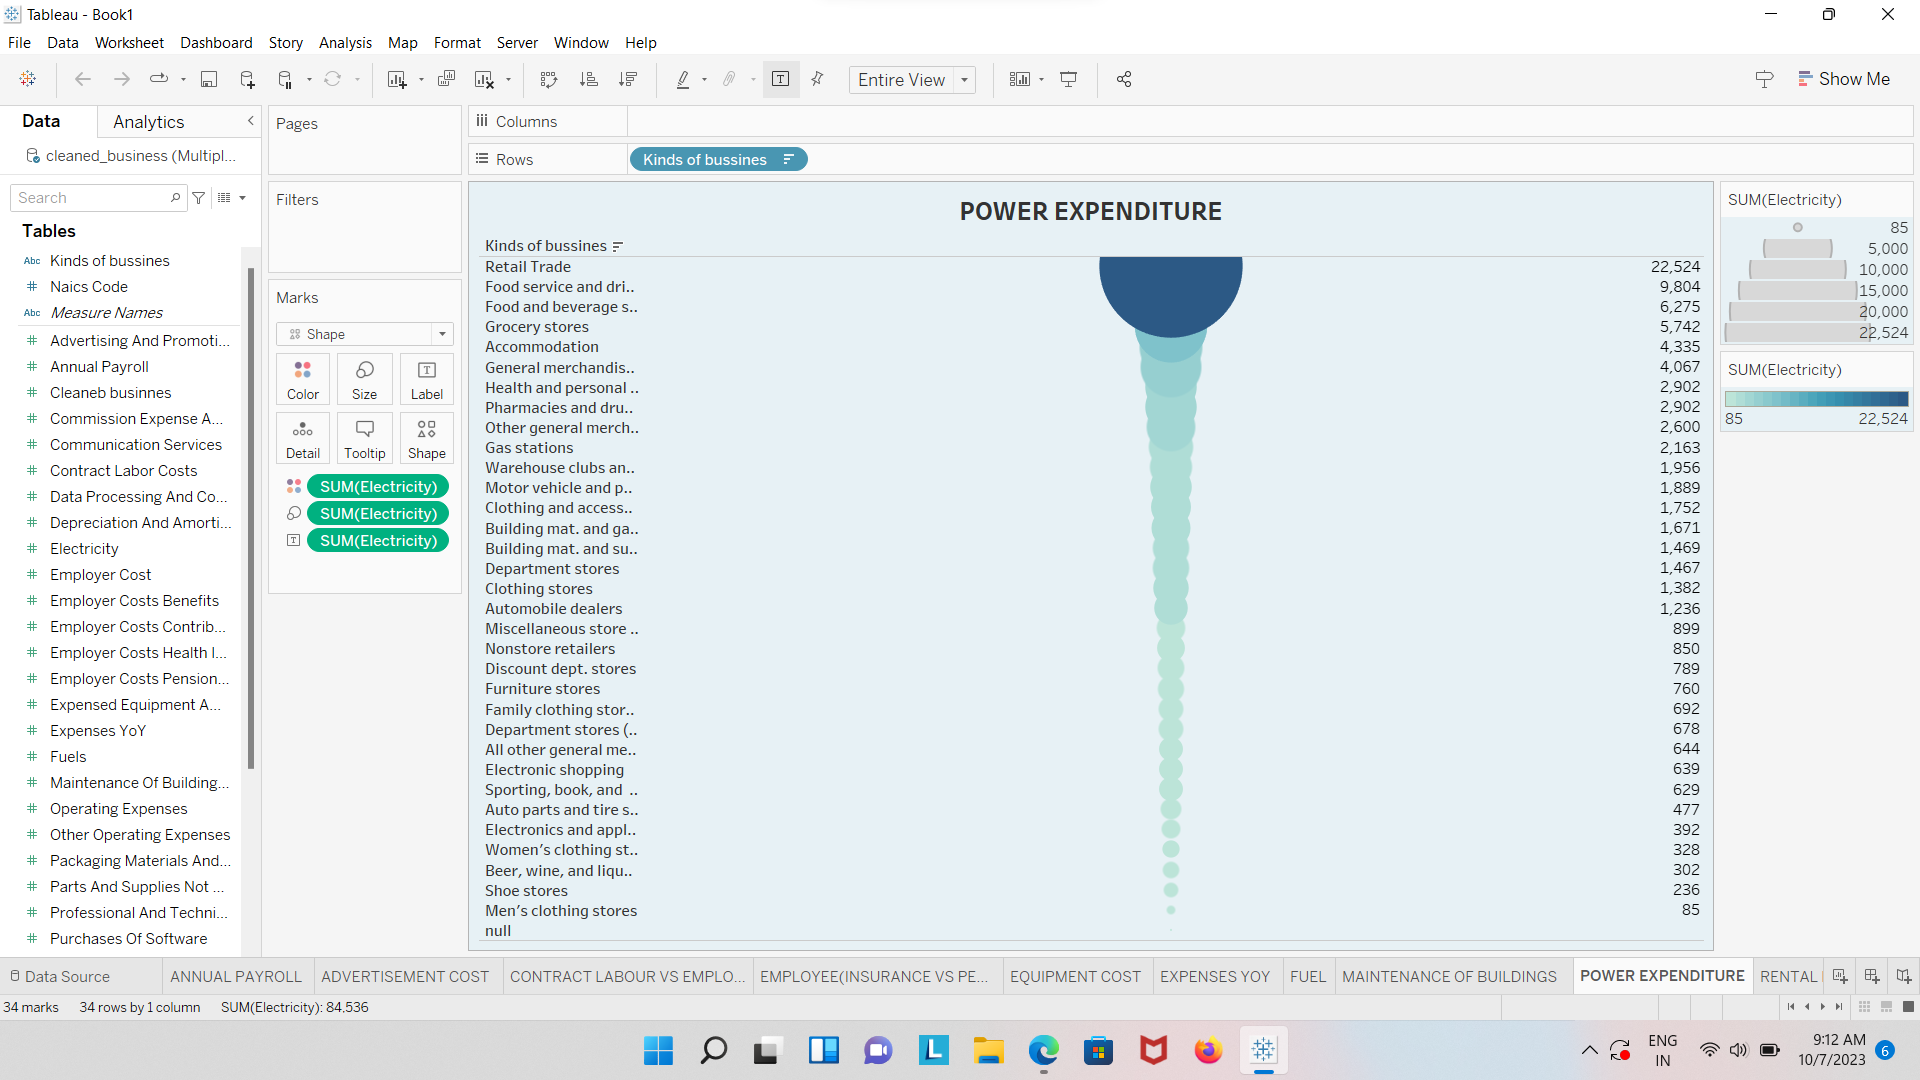 Tableau - Book1
File Data Worksheet Dashboard Story Analysis Map Format Server Window Help
Entire View
Show Me
Data Analytics
cleaned_business (Multipl...
Search
Tables
Abc Kinds of bussines
# Naics Code
Abc Measure Names
# Advertising And Promoti...
# Annual Payroll
# Cleaneb businnes
# Commission Expense A...
# Communication Services
# Contract Labor Costs
# Data Processing And Co...
# Depreciation And Amorti...
# Electricity
# Employer Cost
# Employer Costs Benefits
# Employer Costs Contrib...
# Employer Costs Health I...
# Employer Costs Pension...
# Expensed Equipment A...
# Expenses YoY
# Fuels
# Maintenance Of Building...
# Operating Expenses
# Other Operating Expenses
# Packaging Materials And...
# Parts And Supplies Not ...
# Professional And Techni...
# Purchases Of Software
Pages
Filters
Marks
Shape
Color Size Label
Detail Tooltip Shape
SUM(Electricity)
SUM(Electricity)
SUM(Electricity)
Columns
Rows
Kinds of bussines
POWER EXPENDITURE
Kinds of bussines
Retail Trade 22,524
Food service and dri.. 9,804
Food and beverage s.. 6,275
Grocery stores 5,742
Accommodation 4,335
General merchandis.. 4,067
Health and personal .. 2,902
Pharmacies and dru.. 2,902
Other general merch.. 2,600
Gas stations 2,163
Warehouse clubs an.. 1,956
Motor vehicle and p.. 1,889
Clothing and access.. 1,752
Building mat. and ga.. 1,671
Building mat. and su.. 1,469
Department stores 1,467
Clothing stores 1,382
Automobile dealers 1,236
Miscellaneous store .. 899
Nonstore retailers 850
Discount dept. stores 789
Furniture stores 760
Family clothing stor.. 692
Department stores (.. 678
All other general me.. 644
Electronic shopping 639
Sporting, book, and .. 629
Auto parts and tire s.. 477
Electronics and appl.. 392
Women’s clothing st.. 328
Beer, wine, and liqu.. 302
Shoe stores 236
Men’s clothing stores 85
null
SUM(Electricity)
85
5,000
10,000
15,000
20,000
22,524
SUM(Electricity)
85 22,524
Data Source ANNUAL PAYROLL ADVERTISEMENT COST CONTRACT LABOUR VS EMPLO... EMPLOYEE(INSURANCE VS PE... EQUIPMENT COST EXPENSES YOY FUEL MAINTENANCE OF BUILDINGS POWER EXPENDITURE RENTAL
34 marks 34 rows by 1 column SUM(Electricity): 84,536
ENG
IN
9:12 AM
10/7/2023
6